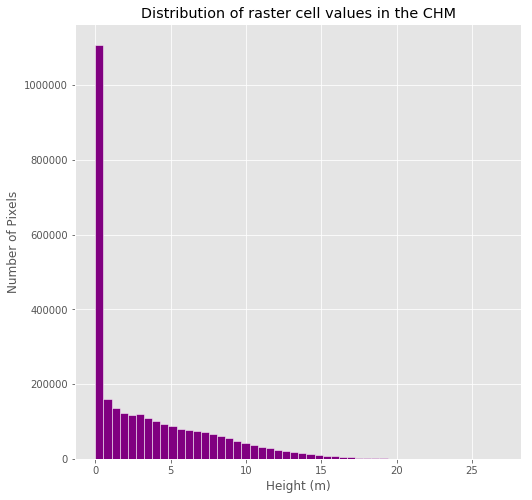 Distribution of raster cell values in the CHM
Number of Pixels
1000000
800000
600000
400000
200000
0
0 5 10 15 20 25
Height (m)